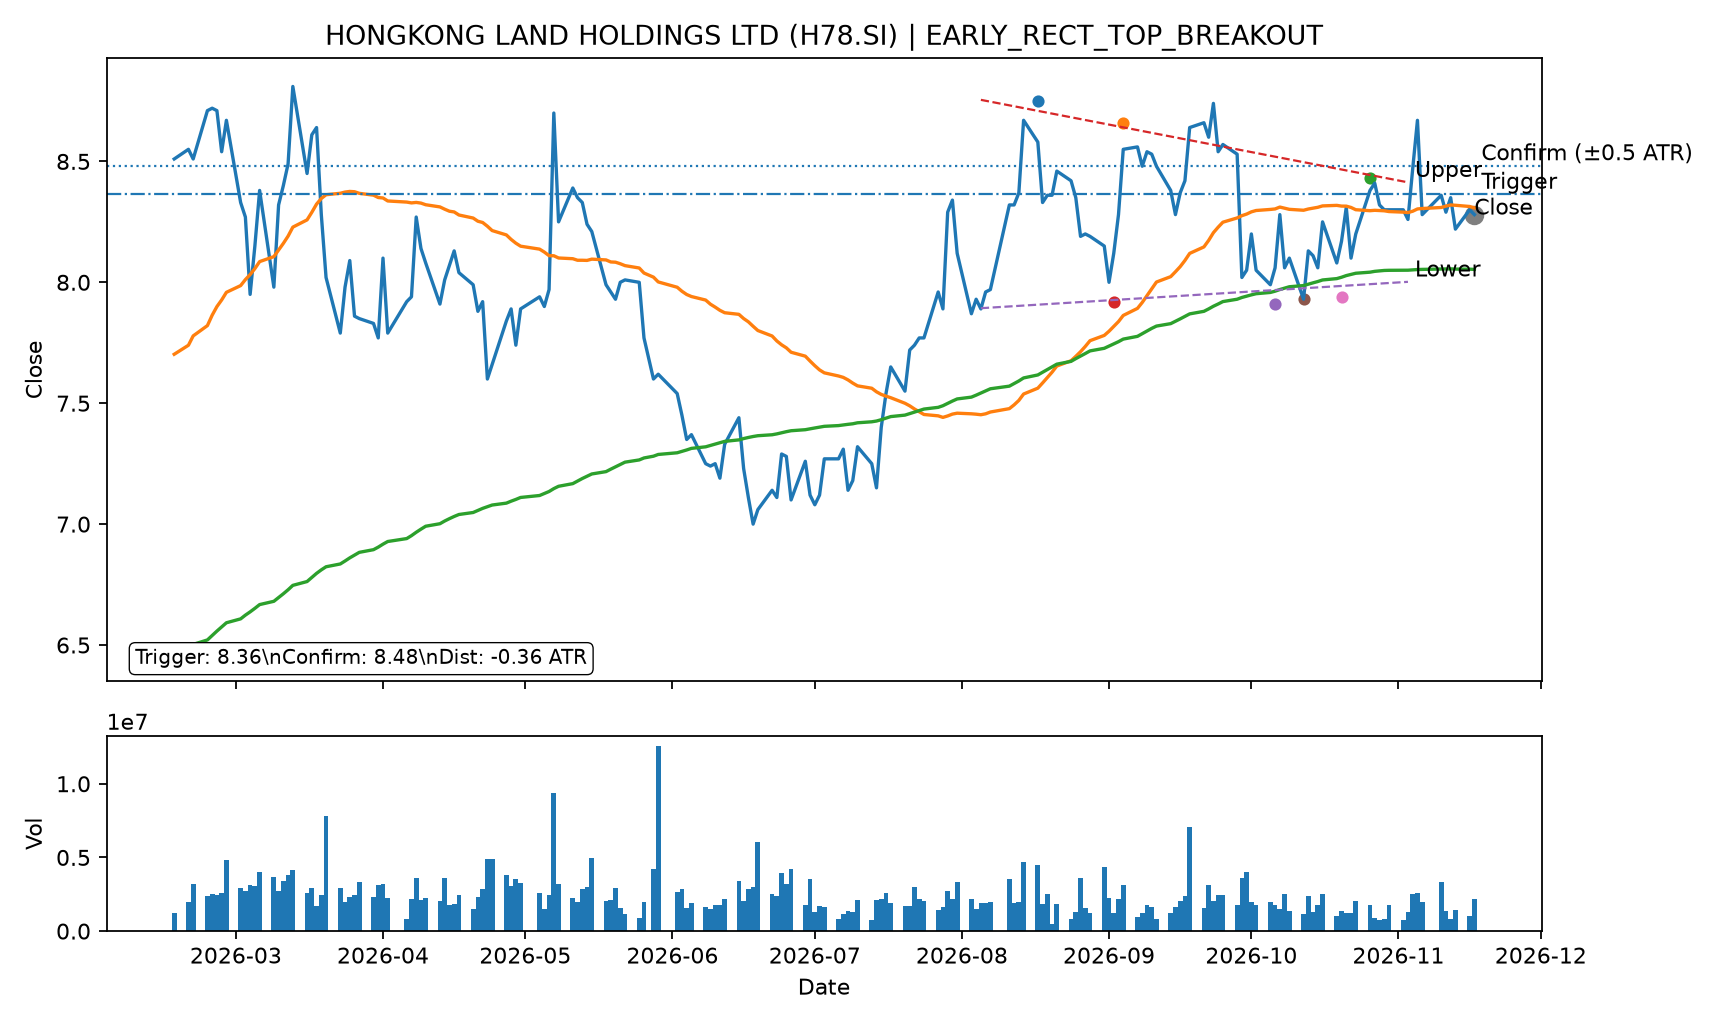 HONGKONG LAND HOLDINGS LTD (H78.SI) | EARLY_RECT_TOP_BREAKOUT
Close
8.5
8.0
7.5
7.0
6.5
Confirm (±0.5 ATR)
Upper
Trigger
Close
Lower
Trigger: 8.36\nConfirm: 8.48\nDist: -0.36 ATR
1e7
Vol
1.0
0.5
0.0
2026-03
2026-04
2026-05
2026-06
2026-07
2026-08
2026-09
2026-10
2026-11
2026-12
Date